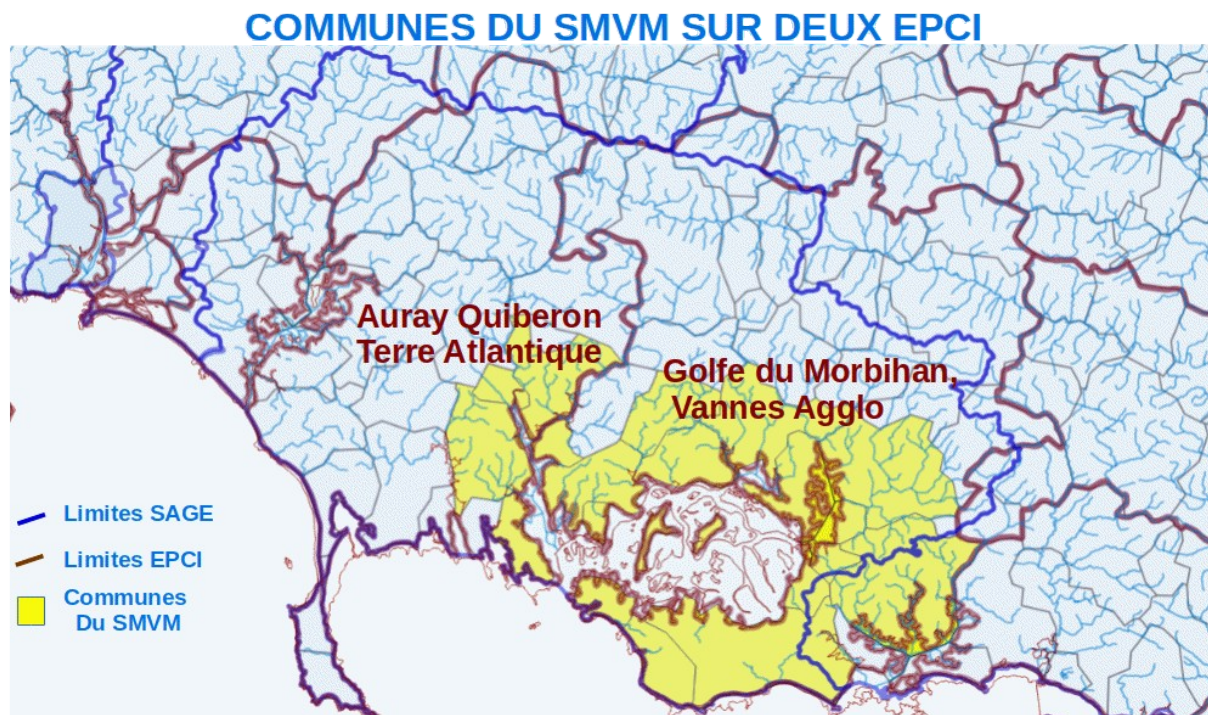 COMMUNES DU SMVM SUR DEUX EPCI
Auray Quiberon
Terre Atlantique
Golfe du Morbihan,
Vannes Agglo
Limites SAGE
Limites EPCI
Communes
Du SMVM